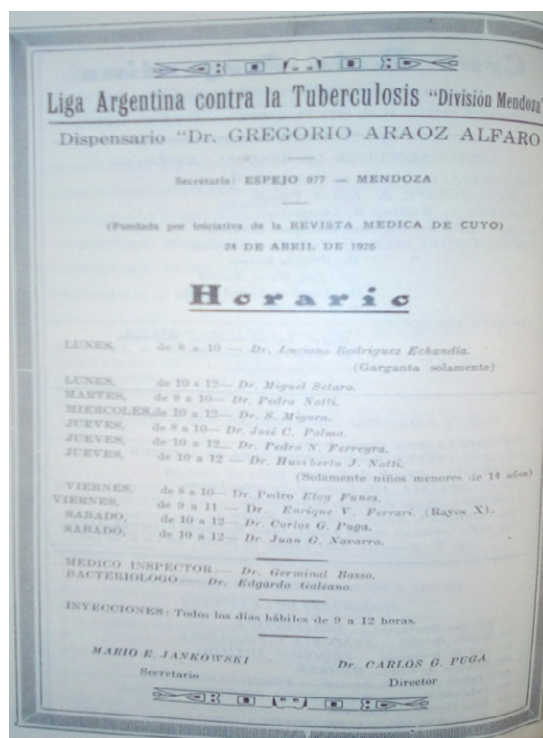 Liga Argentina contra la Tuberculosis "División Mendoza"
Dispensario "Dr. GREGORIO ARAOZ ALFARO
Secretaría: ESPEJO 977 — MENDOZA
(Fundada por iniciativa de la REVISTA MEDICA DE CUYO)
24 DE ABRIL DE 1926
Horario
LUNES, de 8 a 10 — Dr. Luciano Rodriguez Echandía.
(Garganta solamente)
LUNES, de 10 a 12— Dr. Miguel Setaro.
MARTES, de 8 a 10— Dr. Pedro Notti.
MIERCOLES, de 10 a 12— Dr. S. Miyara.
JUEVES, de 8 a 10— Dr. José C. Palma.
JUEVES, de 10 a 12— Dr. Pedro N. Ferreyra.
JUEVES, de 10 a 12 — Dr. Humberto J. Notti.
(Solamente niños menores de 14 años)
VIERNES, de 8 a 10— Dr. Pedro Eloy Funes.
VIERNES, de 9 a 11 — Dr. Enrique V. Ferrari. (Rayos X).
SABADO, de 10 a 12— Dr. Carlos G. Puga.
SABADO, de 10 a 12— Dr. Juan G. Navarro.
MEDICO INSPECTOR— Dr. Germinal Basso.
BACTERIOLOGO— Dr. Edgardo Galeano.
INYECCIONES: Todos los días hábiles de 9 a 12 horas.
MARIO E. JANKOWSKI
Secretario
Dr. CARLOS G. PUGA
Director